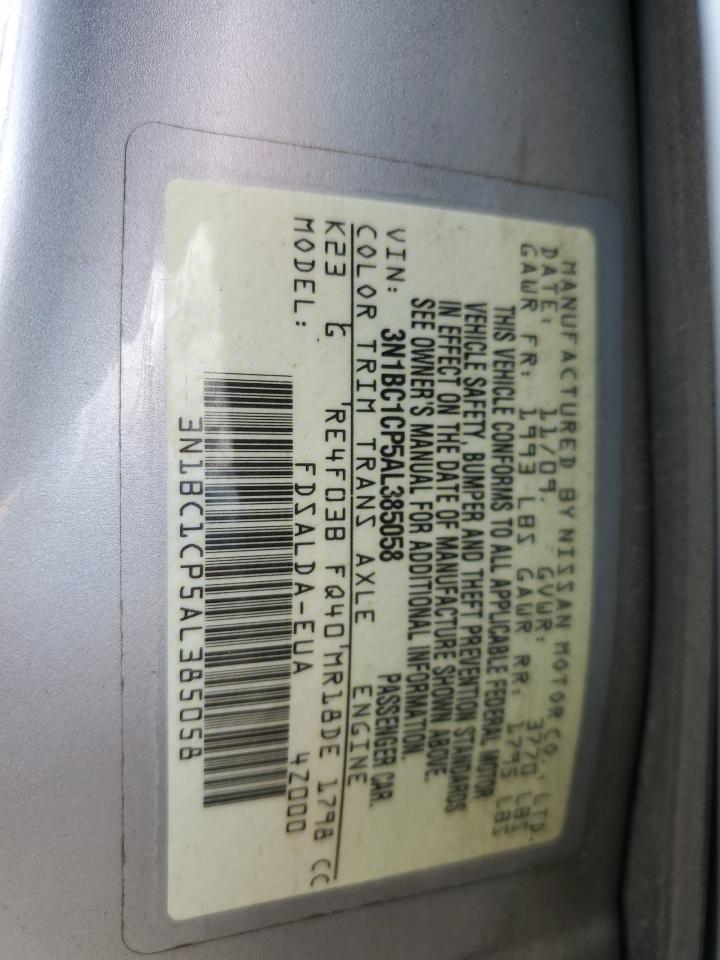 MANUFACTURED BY NISSAN MOTOR CO., LTD.
DATE: 11/09. GVWR: 3770 LBS
GAWR FR: 1993 LBS GAWR RR: 1795 LBS
THIS VEHICLE CONFORMS TO ALL APPLICABLE FEDERAL MOTOR
VEHICLE SAFETY, BUMPER AND THEFT PREVENTION STANDARDS
IN EFFECT ON THE DATE OF MANUFACTURE SHOWN ABOVE.
SEE OWNER'S MANUAL FOR ADDITIONAL INFORMATION.
VIN: 3N1BC1CP5AL385058 PASSENGER CAR.
COLOR TRIM TRANS AXLE ENGINE
K23 G RE4F03B FQ40 MR18DE 1798 CC
MODEL: FDSALDA-EUA 4Z000
3N1BC1CP5AL385058